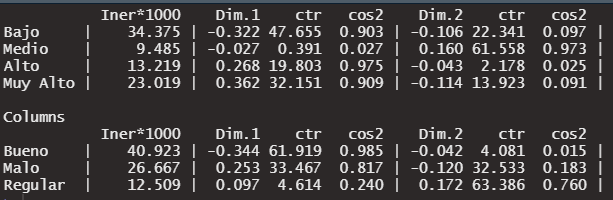 Iner*1000 Dim.1 ctr cos2 Dim.2 ctr cos2
Bajo | 34.375 | -0.322 47.655 0.903 | -0.106 22.341 0.097 |
Medio | 9.485 | -0.027 0.391 0.027 | 0.160 61.558 0.973 |
Alto | 13.219 | 0.268 19.803 0.975 | -0.043 2.178 0.025 |
Muy Alto | 23.019 | 0.362 32.151 0.909 | -0.114 13.923 0.091 |
Columns
Iner*1000 Dim.1 ctr cos2 Dim.2 ctr cos2
Bueno | 40.923 | -0.344 61.919 0.985 | -0.042 4.081 0.015 |
Malo | 26.667 | 0.253 33.467 0.817 | -0.120 32.533 0.183 |
Regular | 12.509 | 0.097 4.614 0.240 | 0.172 63.386 0.760 |